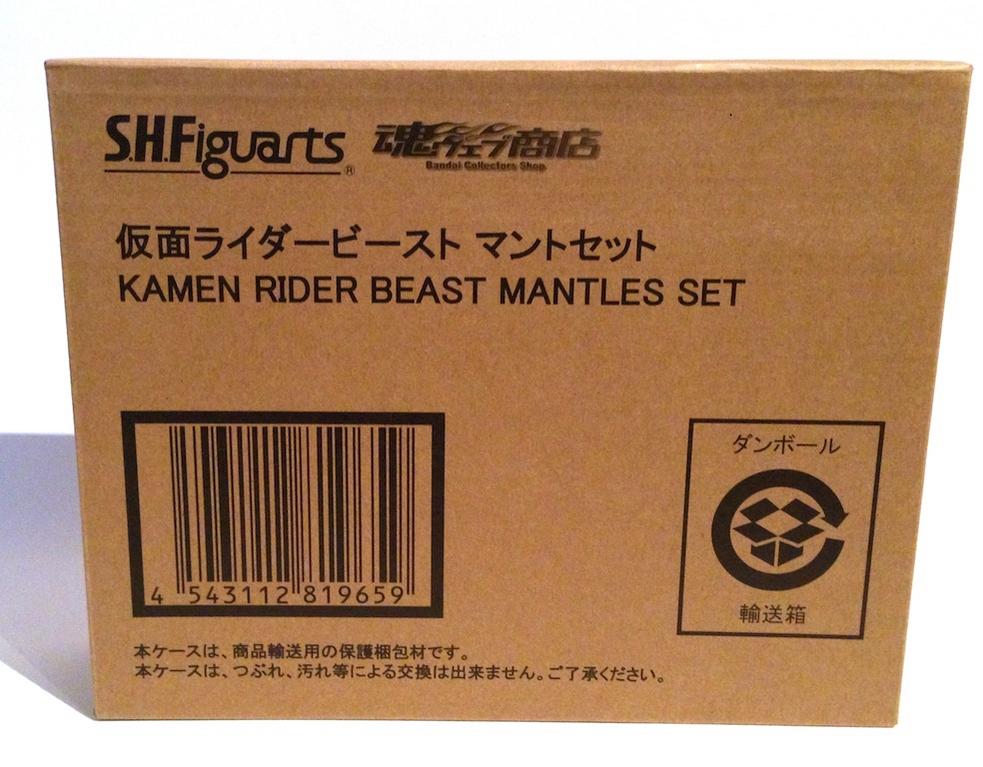 S.H.Figuarts®
魂ウェブ商店
Bandai Collectors Shop
仮面ライダービースト マントセット
KAMEN RIDER BEAST MANTLES SET
4 543112 819659
ダンボール
輸送箱
本ケースは、商品輸送用の保護梱包材です。
本ケースは、つぶれ、汚れ等による交換は出来ません。ご了承ください。